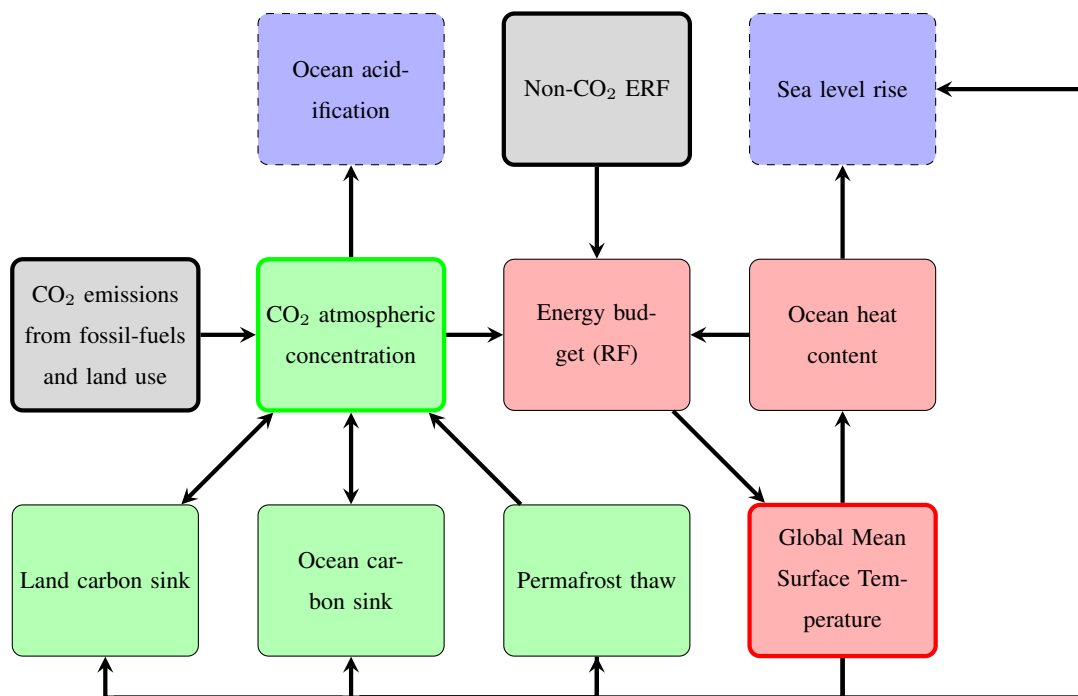 Ocean acid-
ification
Non-CO₂ ERF
Sea level rise
CO₂ emissions
from fossil-fuels
and land use
CO₂ atmospheric
concentration
Energy bud-
get (RF)
Ocean heat
content
Land carbon sink
Ocean car-
bon sink
Permafrost thaw
Global Mean
Surface Tem-
perature